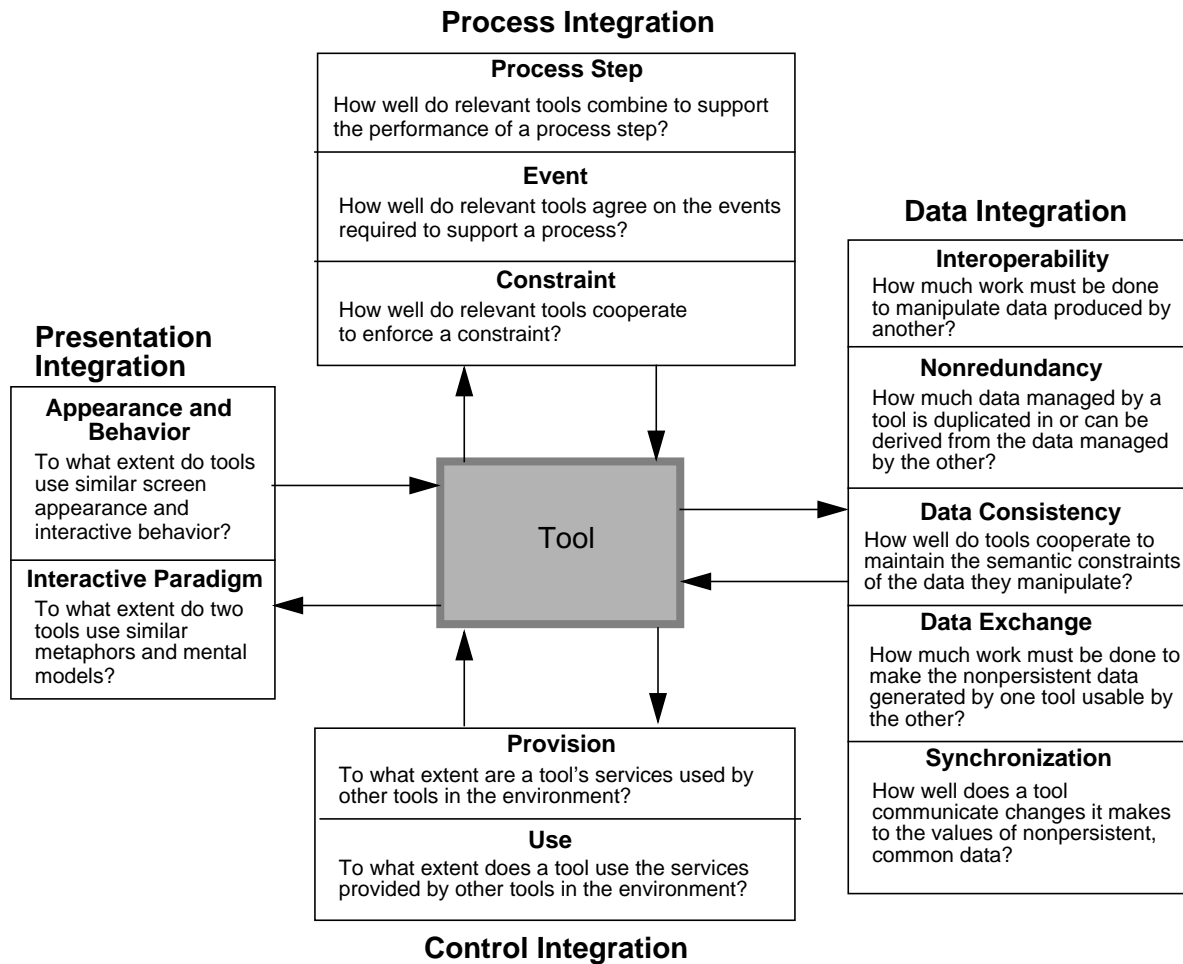 Process Integration
Process Step
How well do relevant tools combine to support
the performance of a process step?
Event
How well do relevant tools agree on the events
required to support a process?
Constraint
How well do relevant tools cooperate
to enforce a constraint?
Presentation
Integration
Appearance and
Behavior
To what extent do tools
use similar screen
appearance and
interactive behavior?
Interactive Paradigm
To what extent do two
tools use similar
metaphors and mental
models?
Tool
Data Integration
Interoperability
How much work must be done
to manipulate data produced by
another?
Nonredundancy
How much data managed by a
tool is duplicated in or can be
derived from the data managed
by the other?
Data Consistency
How well do tools cooperate to
maintain the semantic constraints
of the data they manipulate?
Data Exchange
How much work must be done to
make the nonpersistent data
generated by one tool usable by
the other?
Synchronization
How well does a tool
communicate changes it makes
to the values of nonpersistent,
common data?
Provision
To what extent are a tool’s services used by
other tools in the environment?
Use
To what extent does a tool use the services
provided by other tools in the environment?
Control Integration